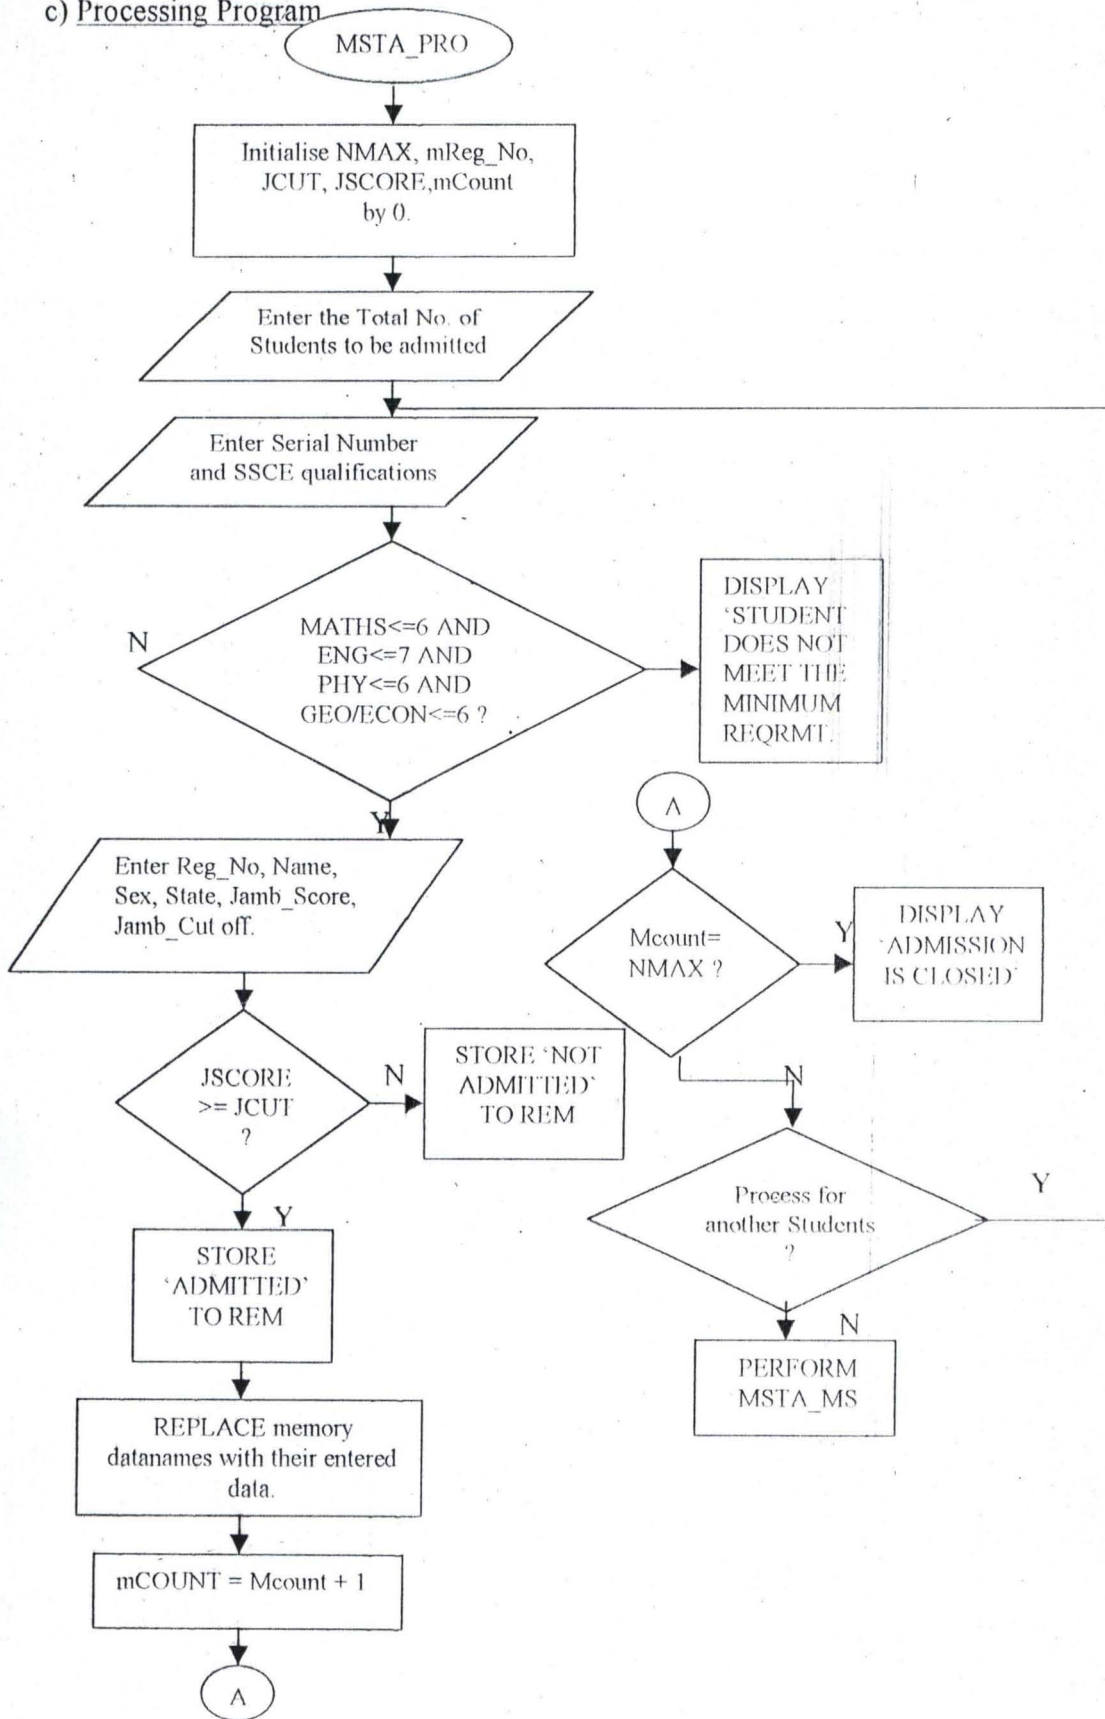 c) Processing Program
MSTA_PRO
Initialise NMAX, mReg_No,
JCUT, JSCORE,mCount
by 0.
Enter the Total No. of
Students to be admitted
Enter Serial Number
and SSCE qualifications
N
MATHS<=6 AND
ENG<=7 AND
PHY<=6 AND
GEO/ECON<=6 ?
DISPLAY
‘STUDENT
DOES NOT
MEET THE
MINIMUM
REQRMT.
Y
Enter Reg_No, Name,
Sex, State, Jamb_Score,
Jamb_Cut off.
JSCORE
>= JCUT
?
N
STORE ‘NOT
ADMITTED’
TO REM
Y
STORE
‘ADMITTED’
TO REM
REPLACE memory
datanames with their entered
data.
mCOUNT = Mcount + 1
A
A
Mcount=
NMAX ?
Y
DISPLAY
‘ADMISSION
IS CLOSED’
N
Process for
another Students
?
Y
N
PERFORM
MSTA_MS